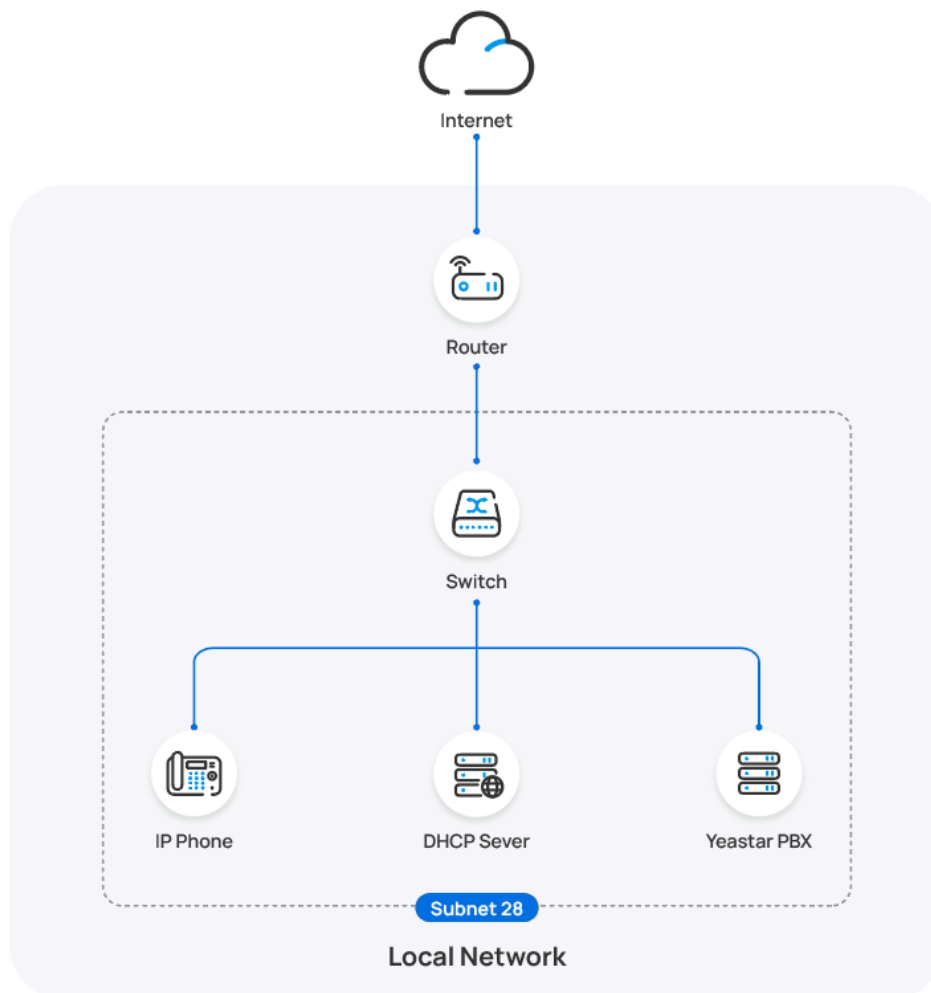 Internet
Router
Switch
IP Phone
DHCP Sever
Yeastar PBX
Subnet 28
Local Network